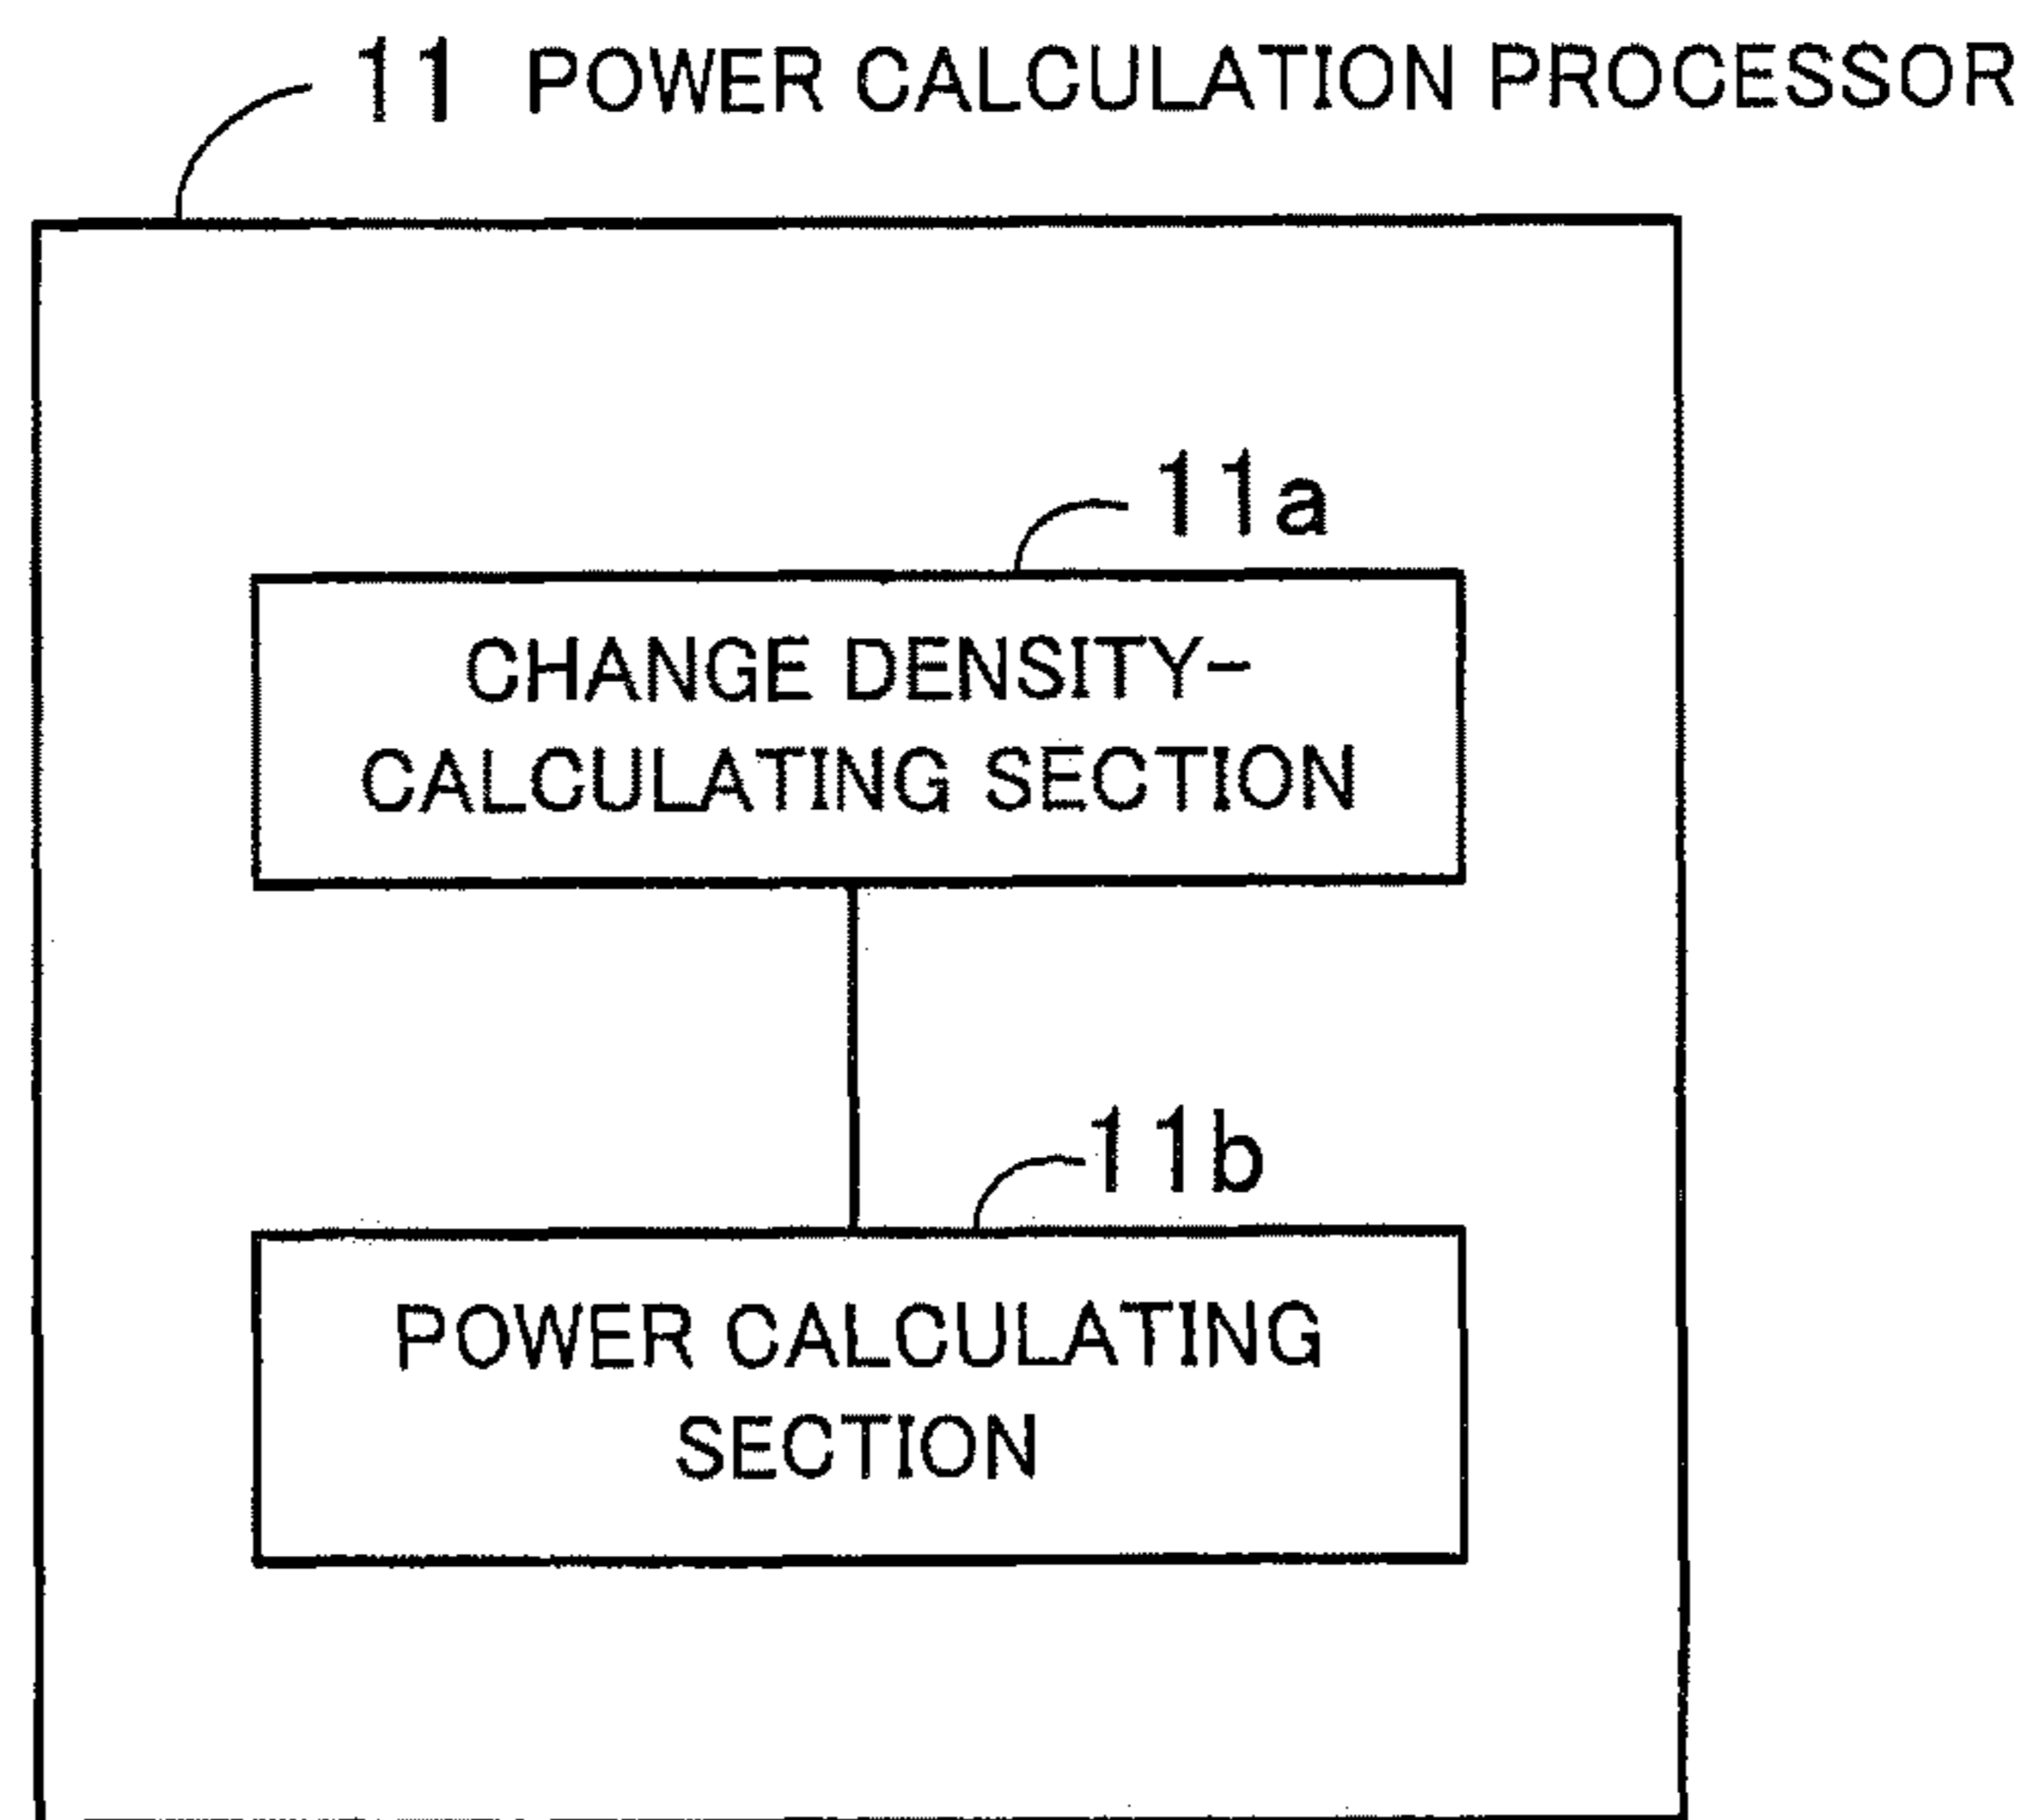 11 POWER CALCULATION PROCESSOR
11a
CHANGE DENSITY-
CALCULATING SECTION
11b
POWER CALCULATING
SECTION